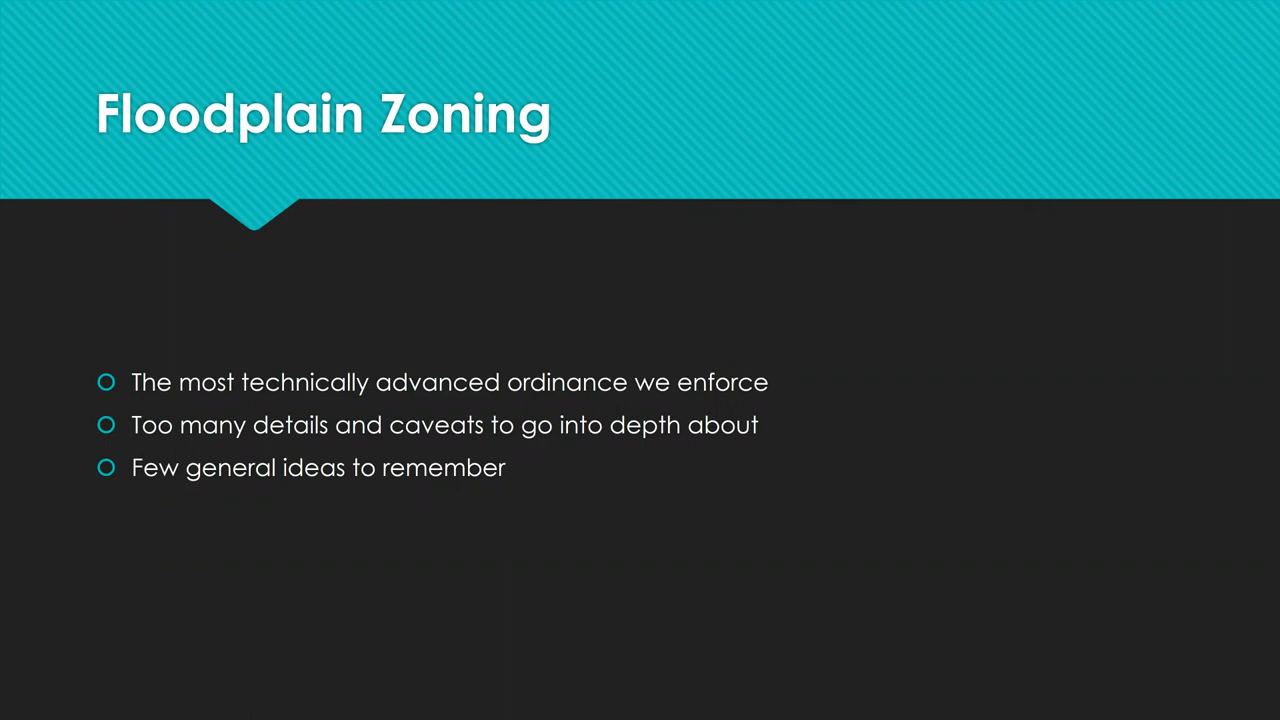 Floodplain Zoning
The most technically advanced ordinance we enforce
Too many details and caveats to go into depth about
Few general ideas to remember